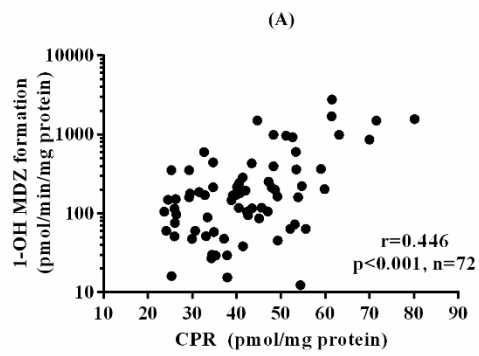 (A)
1-OH MDZ formation
(pmol/min/mg protein)
10000
1000
100
10
10 20 30 40 50 60 70 80 90
r=0.446
p<0.001, n=72
CPR (pmol/mg protein)